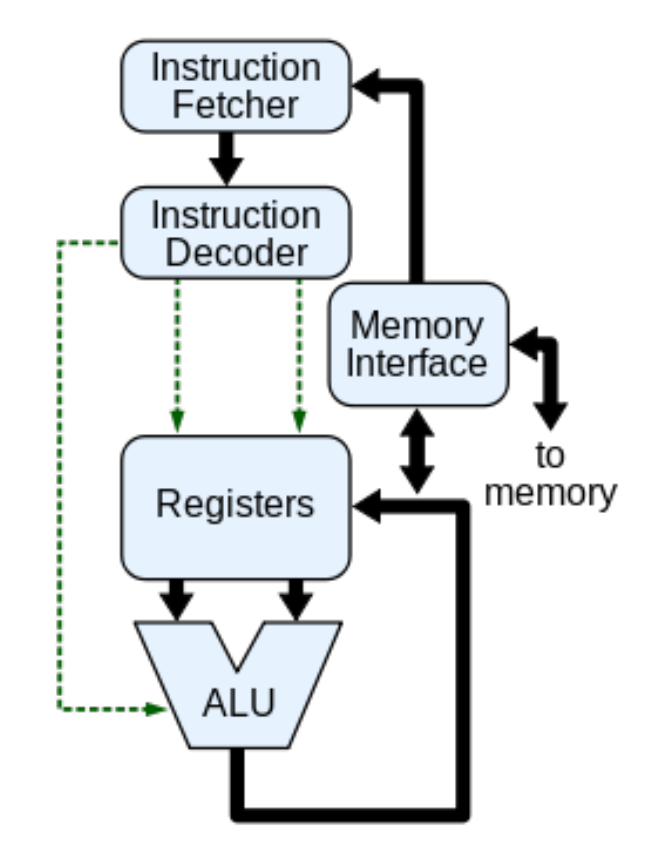 Instruction
Fetcher
Instruction
Decoder
Memory
Interface
to
memory
Registers
ALU